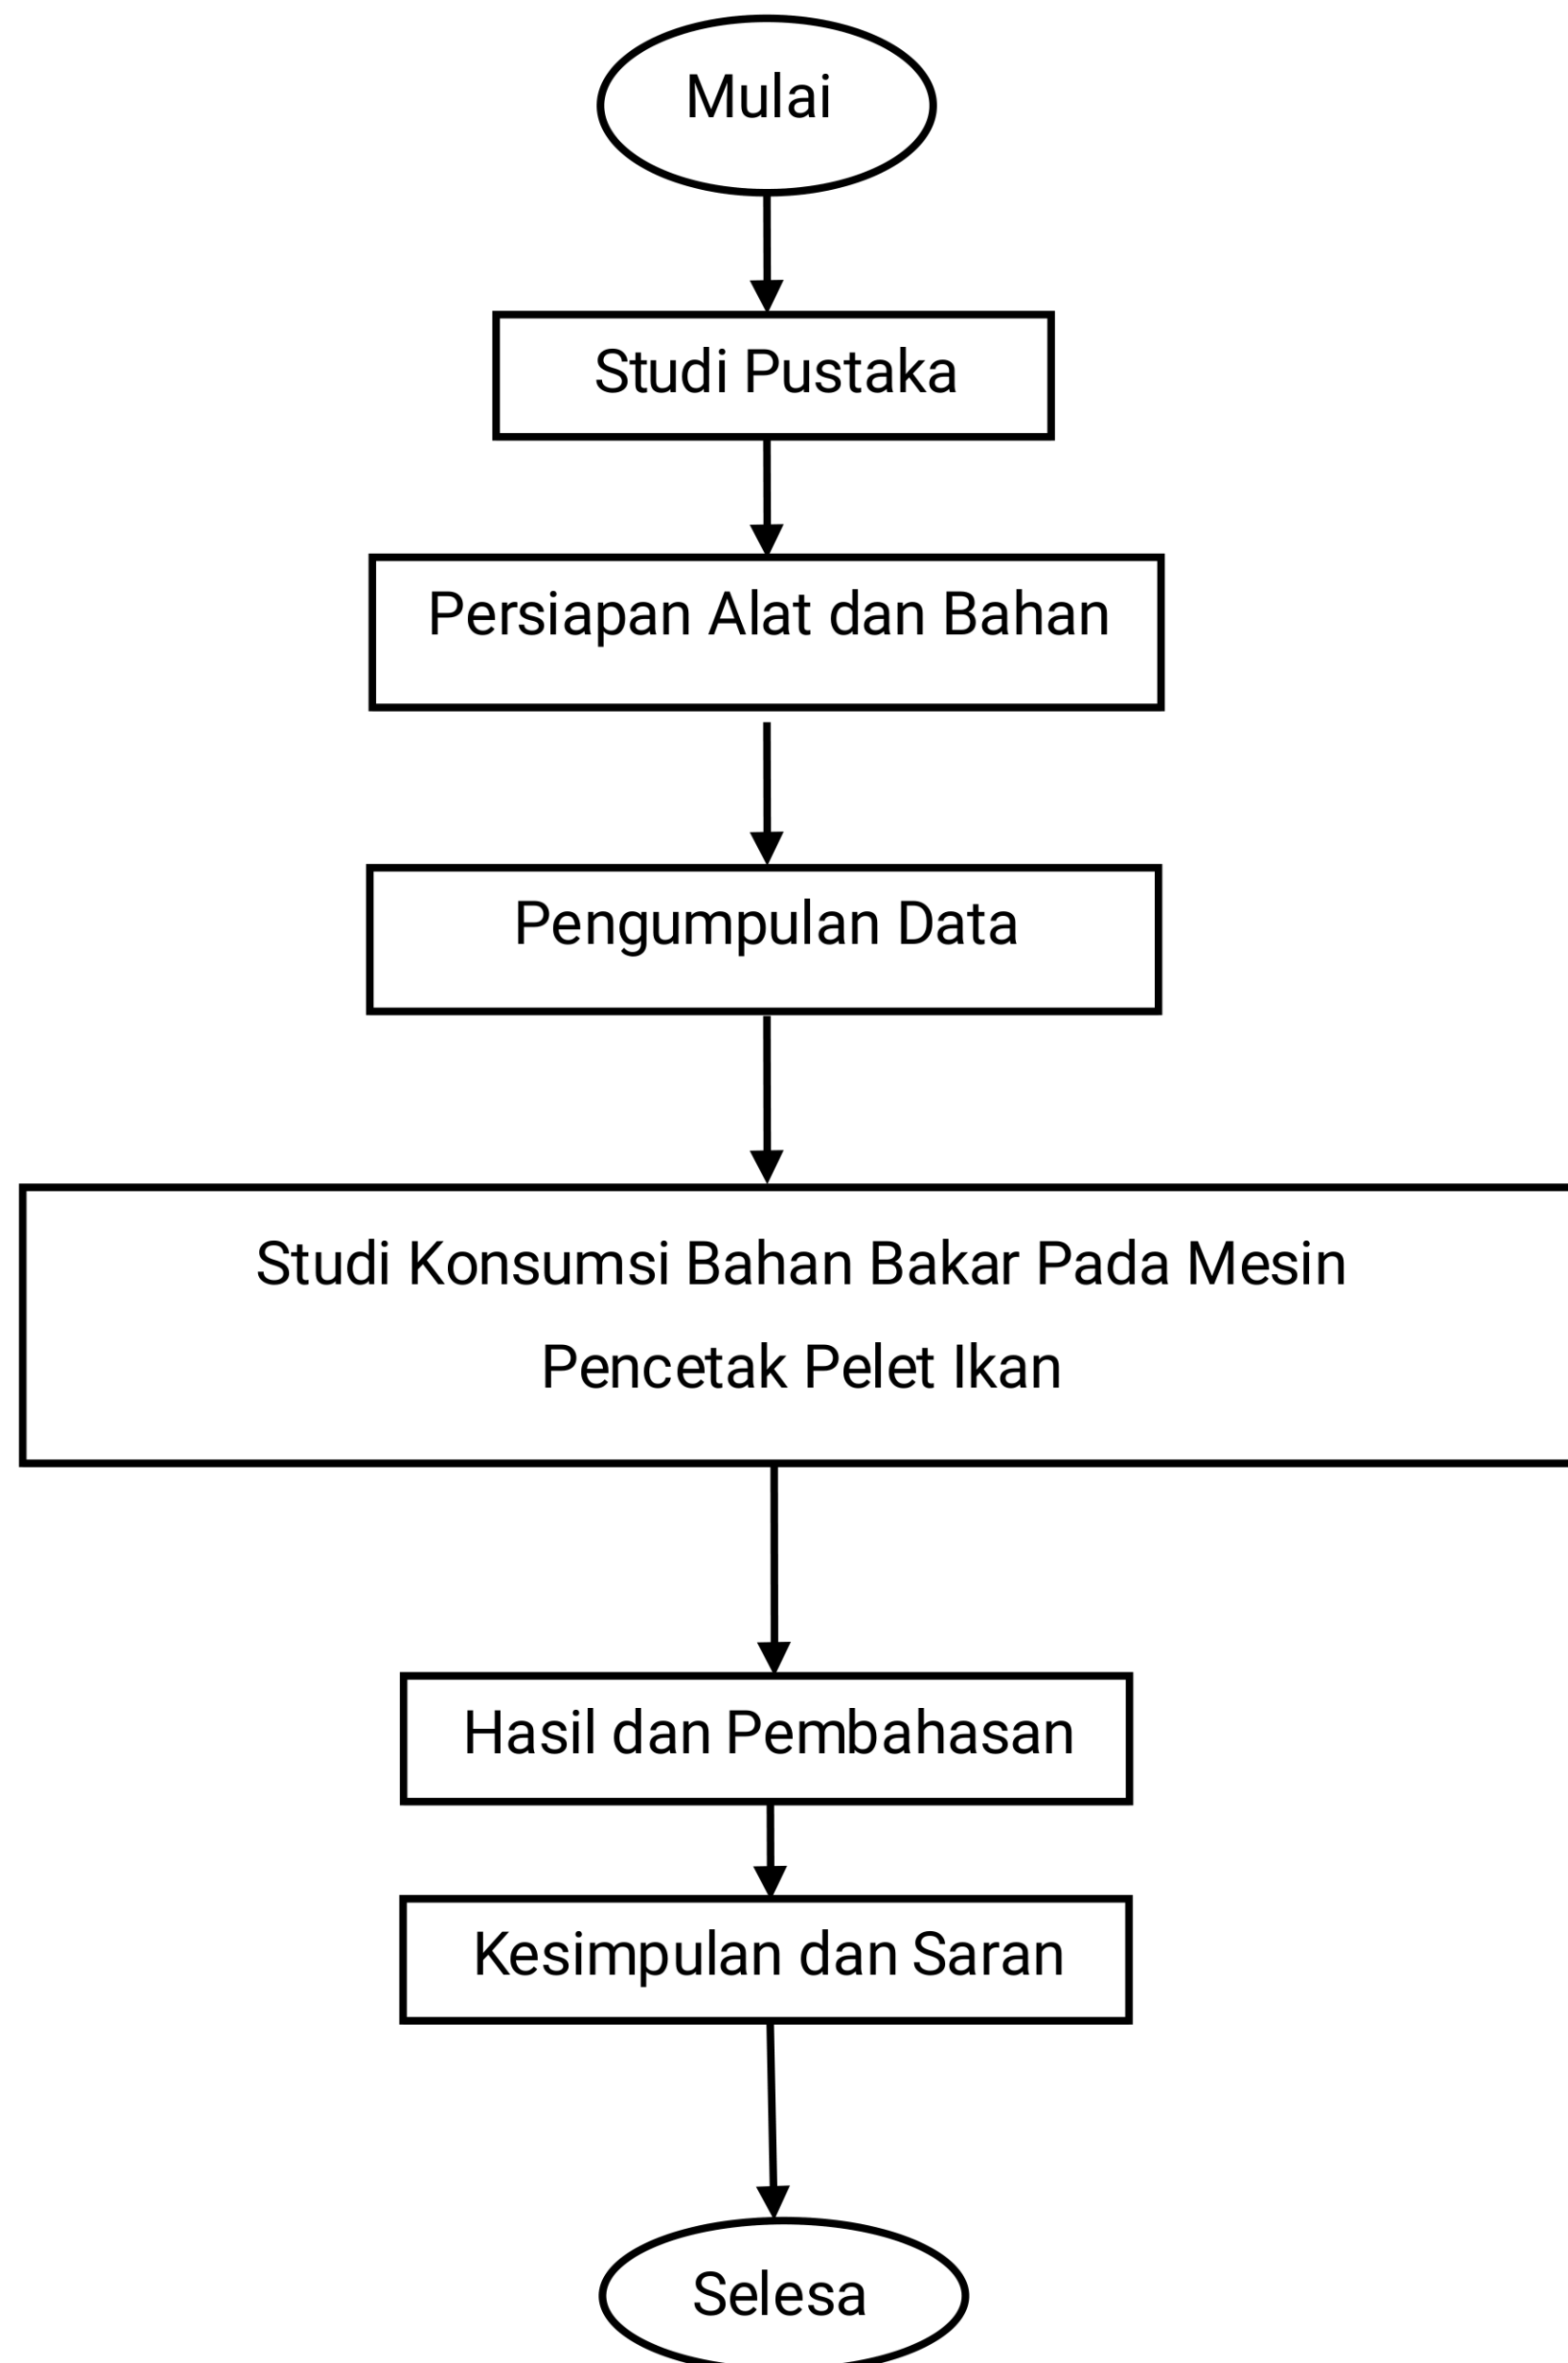 Mulai
Studi Pustaka
Persiapan Alat dan Bahan
Pengumpulan Data
Studi Konsumsi Bahan Bakar Pada Mesin
Pencetak Pelet Ikan
Hasil dan Pembahasan
Kesimpulan dan Saran
Selesa